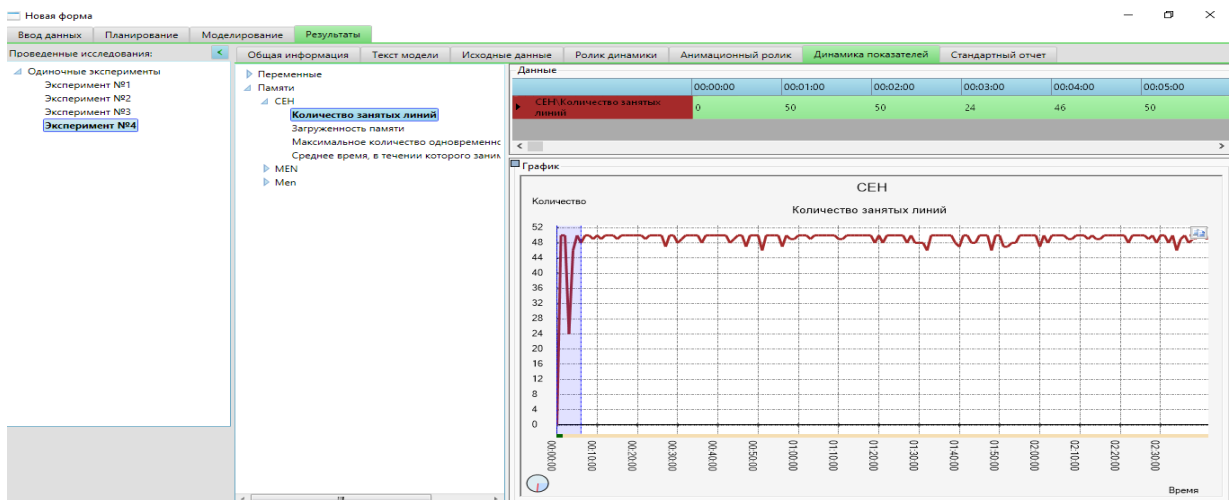 Новая форма
Ввод данных Планирование Моделирование Результаты
Проведенные исследования:
Одиночные эксперименты
Эксперимент №1
Эксперимент №2
Эксперимент №3
Эксперимент №4
Общая информация Текст модели Исходные данные Ролик динамики Анимационный ролик Динамика показателей Стандартный отчет
Переменные
Памяти
CEH
Количество занятых линий
Загруженность памяти
Максимальное количество одновременнс
Среднее время, в течении которого заним
MEN
Men
Данные
00:00:00 00:01:00 00:02:00 00:03:00 00:04:00 00:05:00
CEH\Количество занятых линий 0 50 50 24 46 50
График
CEH
Количество
Количество занятых линий
52
48
44
40
36
32
28
24
20
16
12
8
4
0
00:00:00 00:10:00 00:20:00 00:30:00 00:40:00 00:50:00 01:00:00 01:10:00 01:20:00 01:30:00 01:40:00 01:50:00 02:00:00 02:10:00 02:20:00 02:30:00
Время